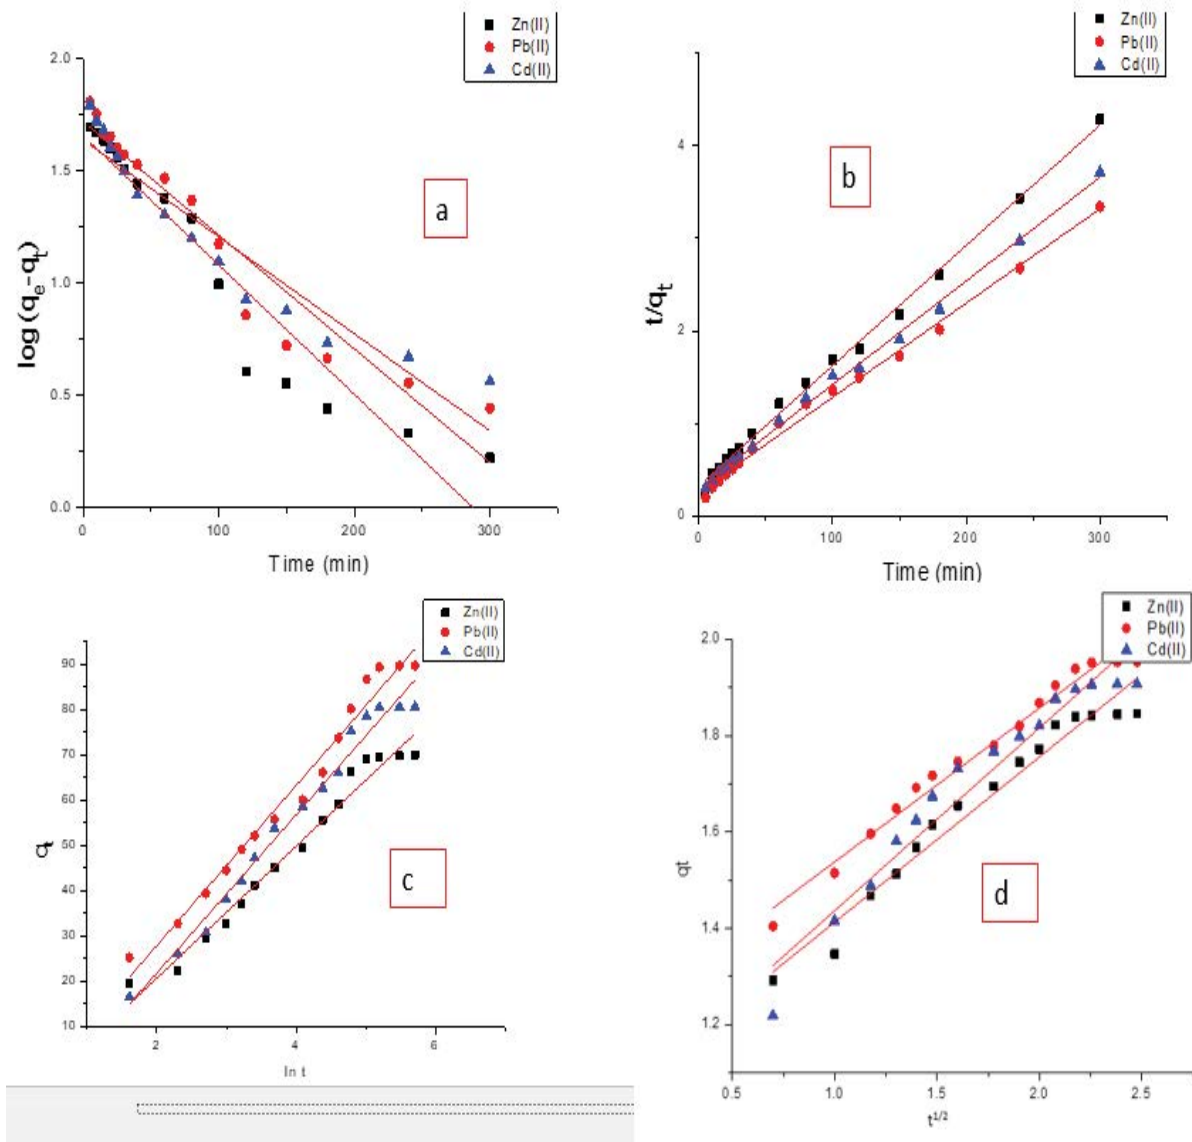 Zn(II)
Pb(II)
Cd(II)
2.0
1.5
1.0
0.5
0.0
log (qe-qt)
0
100
200
300
Time (min)
a
Zn(II)
Pb(II)
Cd(II)
4
2
0
t/qt
0
100
200
300
Time (min)
b
Zn(II)
Pb(II)
Cd(II)
90
80
70
60
50
40
30
20
10
qt
2
4
6
ln t
c
Zn(II)
Pb(II)
Cd(II)
2.0
1.8
1.6
1.4
1.2
qt
0.5
1.0
1.5
2.0
2.5
t1/2
d